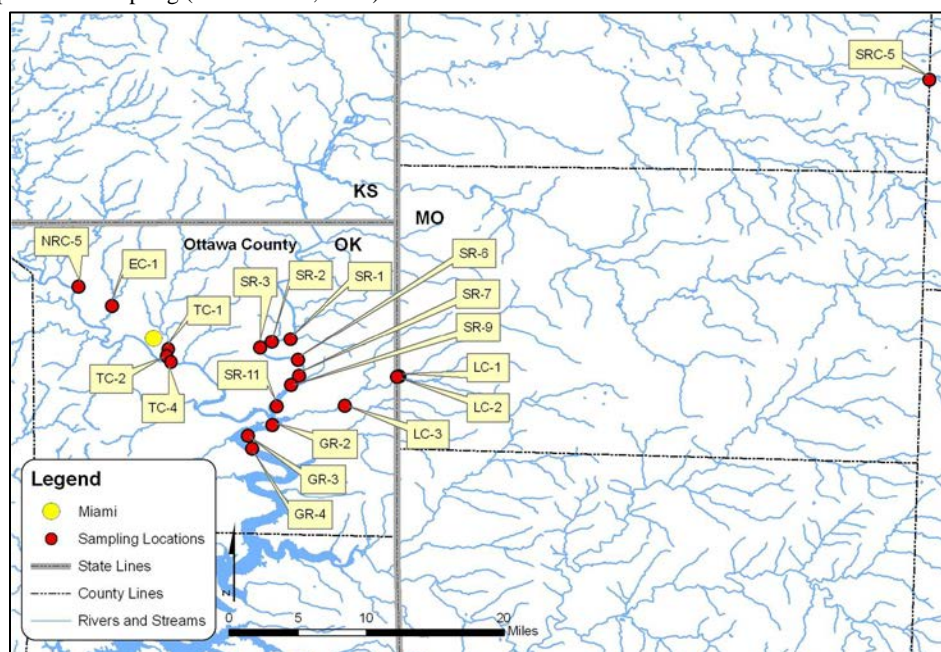 SRC-5
KS
MO
NRC-5
EC-1
Ottawa County
OK
SR-6
SR-3
SR-2
SR-1
TC-1
SR-7
SR-9
TC-2
SR-11
LC-1
LC-2
TC-4
GR-2
LC-3
GR-3
GR-4
Legend
Miami
Sampling Locations
State Lines
County Lines
Rivers and Streams
N
0 5 10 20
Miles